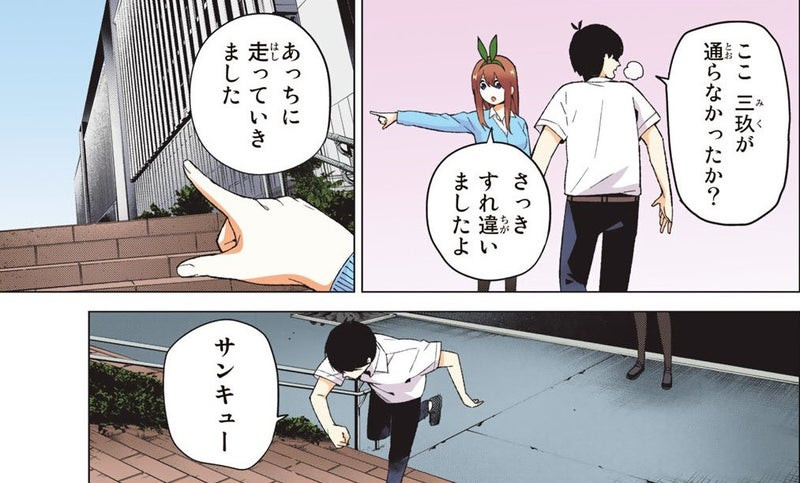 ここ 三玖が
通らなかったか？
さっき
すれ違い
ましたよ
あっちに
走っていき
ました
サンキュー